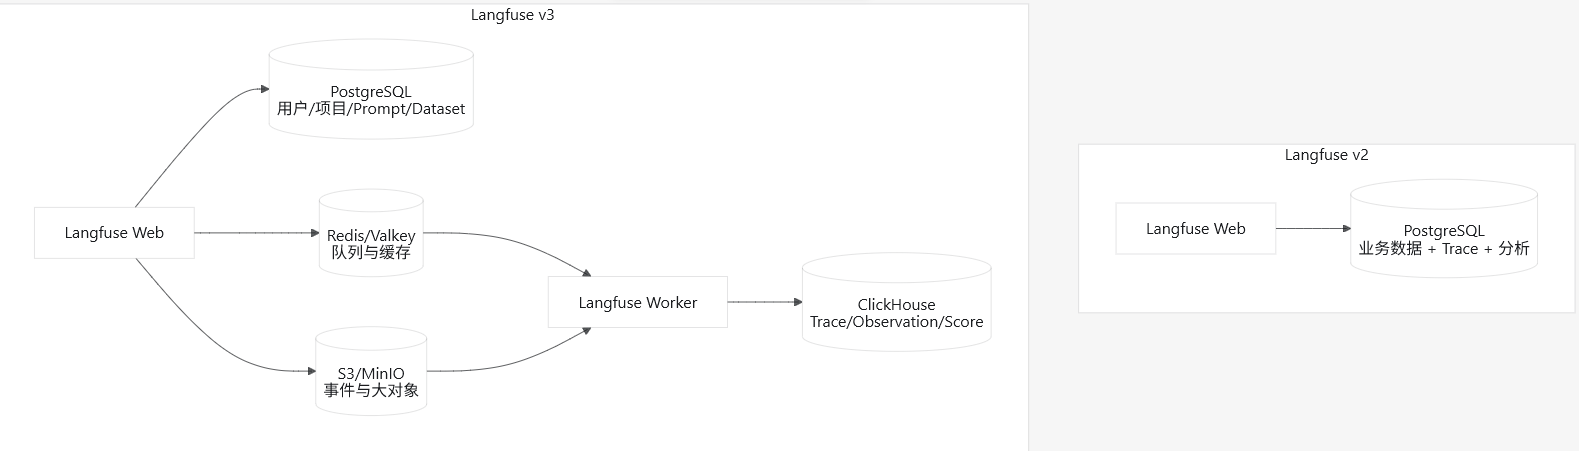 Langfuse v3
PostgreSQL
用户/项目/Prompt/Dataset
Langfuse Web
Redis/Valkey
队列与缓存
Langfuse Worker
ClickHouse
Trace/Observation/Score
S3/MinIO
事件与大对象
Langfuse v2
Langfuse Web
PostgreSQL
业务数据 + Trace + 分析